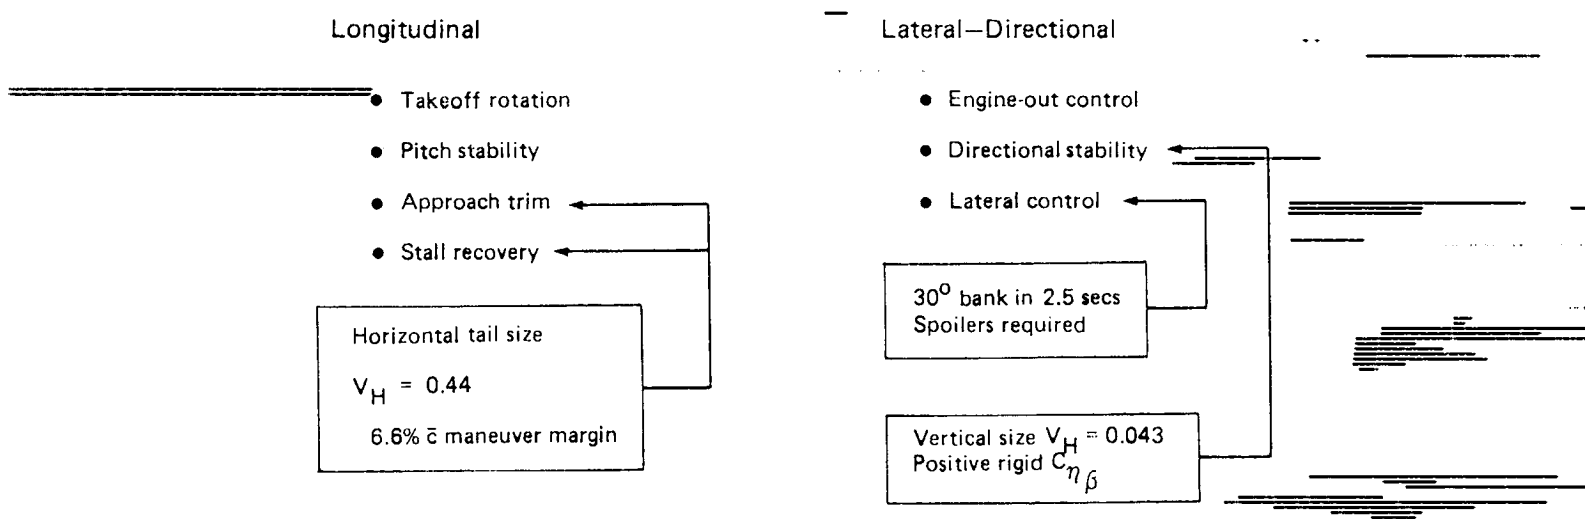 Longitudinal
• Takeoff rotation
• Pitch stability
• Approach trim
• Stall recovery
Horizontal tail size
V_H = 0.44
6.6% c̄ maneuver margin
Lateral—Directional
• Engine-out control
• Directional stability
• Lateral control
30° bank in 2.5 secs
Spoilers required
Vertical size V_H = 0.043
Positive rigid C_η_β